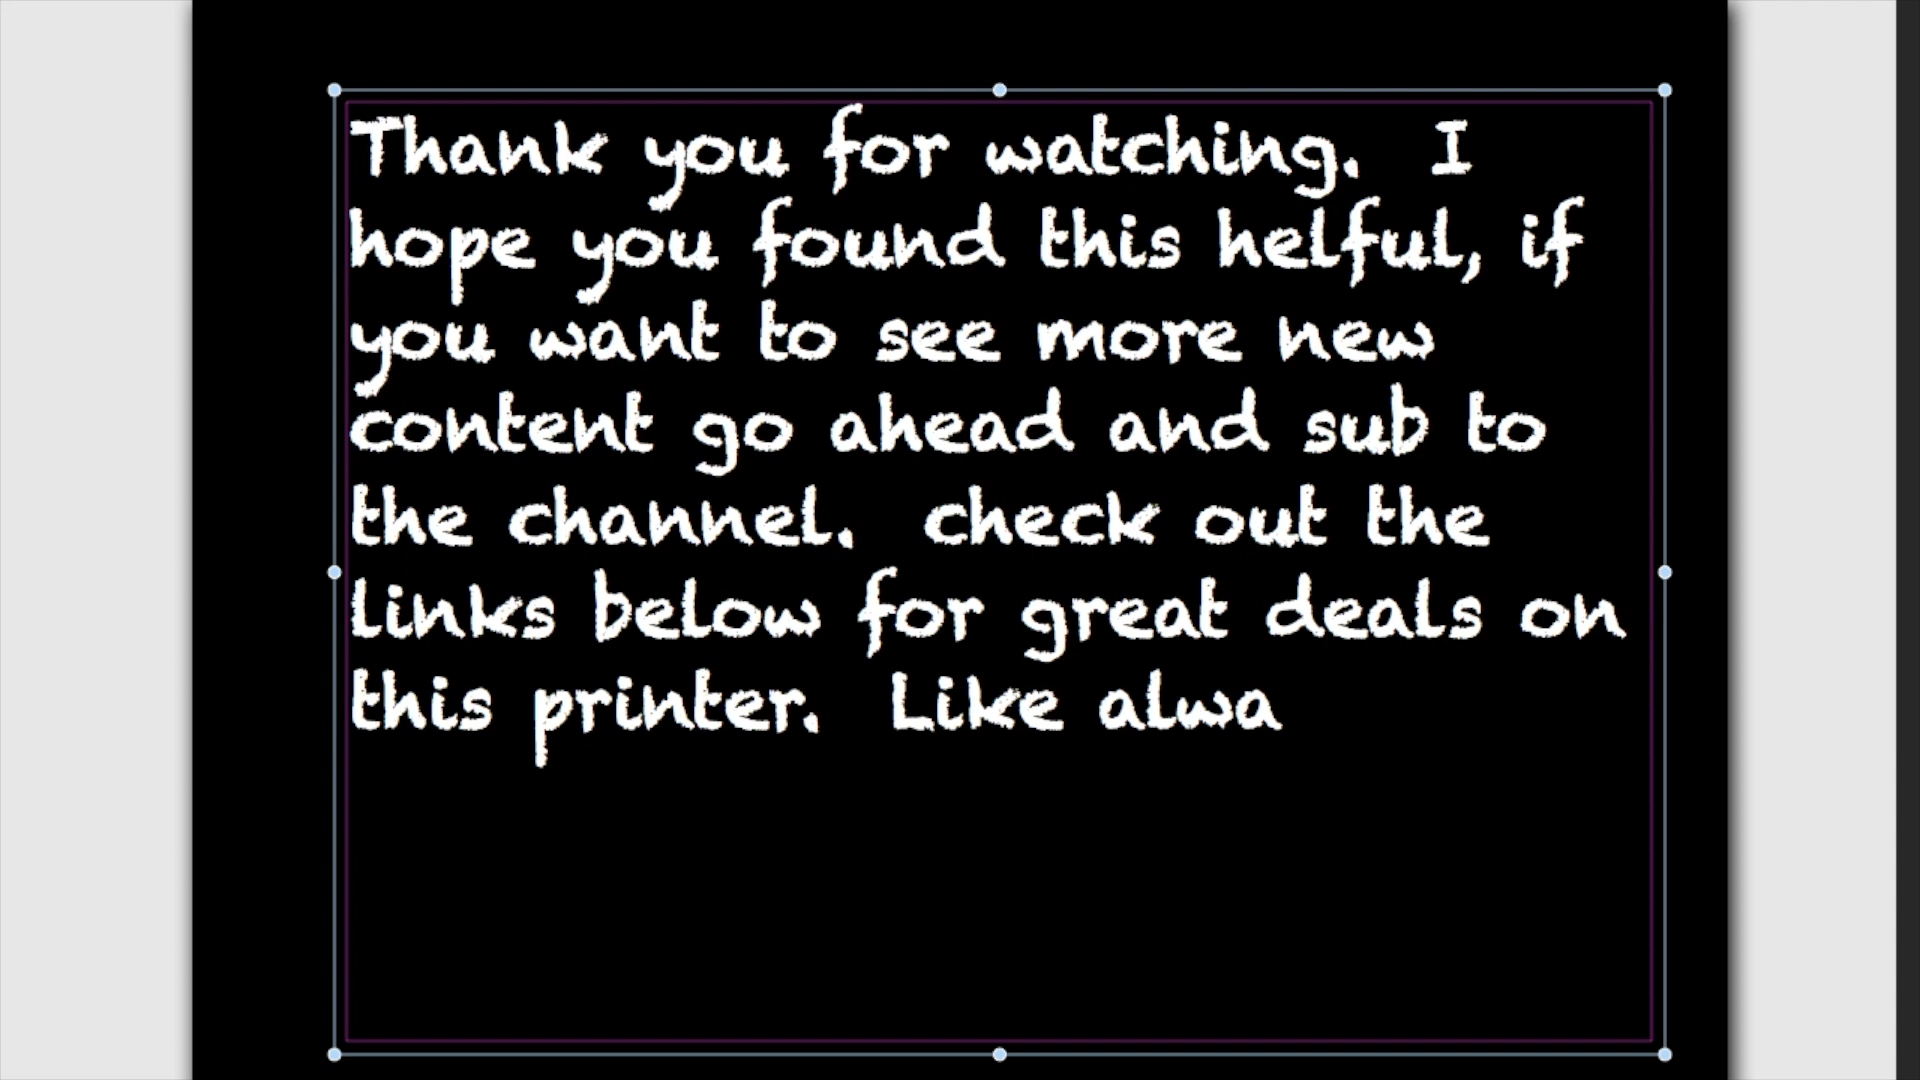 Thank you for watching.  I
hope you found this helful, if
you want to see more new
content go ahead and sub to
the channel.  check out the
links below for great deals on
this printer.  Like alwa